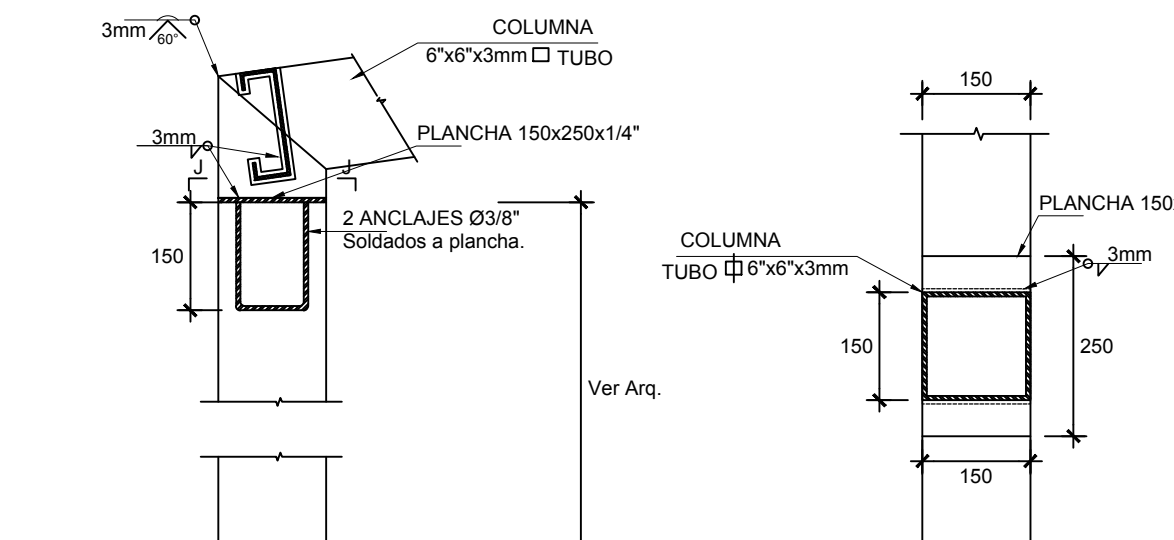 3mm
60°
COLUMNA
6"x6"x3mm TUBO
3mm
PLANCHA 150x250x1/4"
J
J
2 ANCLAJES Ø3/8"
Soldados a plancha.
150
Ver Arq.
150
PLANCHA 150
COLUMNA
TUBO 6"x6"x3mm
3mm
150
250
150